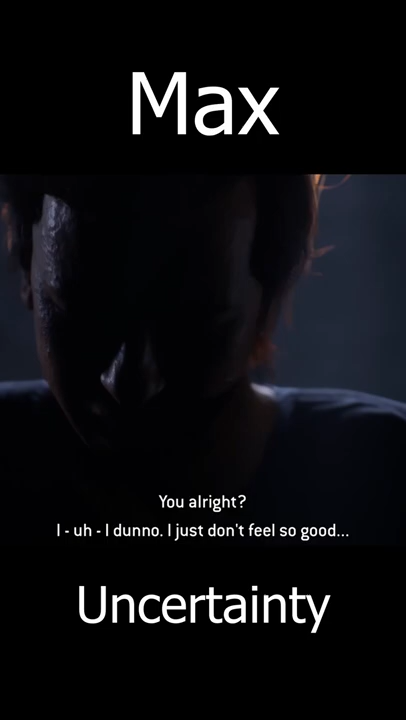 Max
You alright?
I - uh - I dunno. I just don't feel so good...
Uncertainty